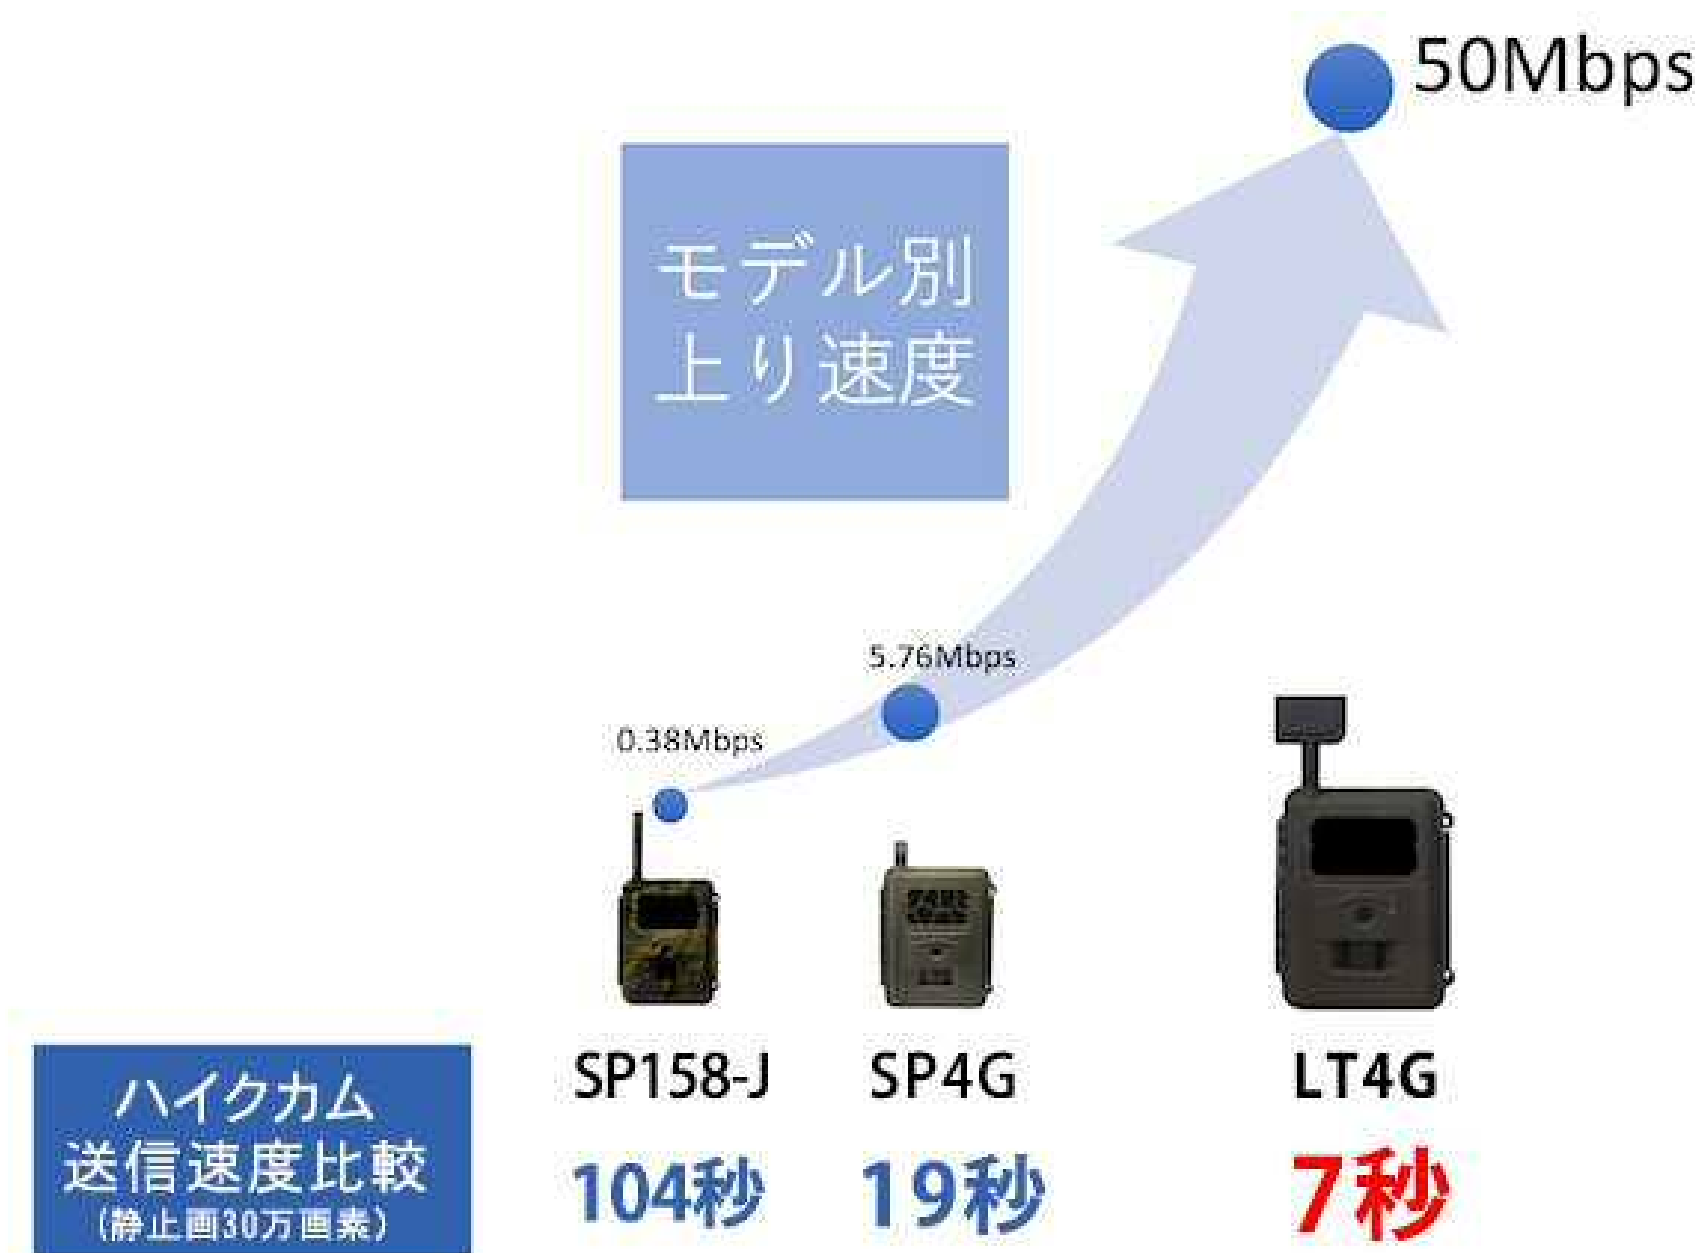 50Mbps
モデル別
上り速度
5.76Mbps
0.38Mbps
SP158-J
SP4G
LT4G
ハイクカム
送信速度比較
(静止画30万画素)
104秒
19秒
7秒